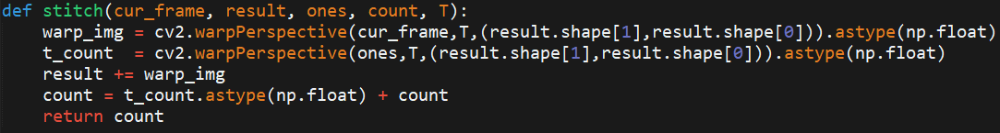 def stitch(cur_frame, result, ones, count, T):
    warp_img = cv2.warpPerspective(cur_frame,T,(result.shape[1],result.shape[0])).astype(np.float)
    t_count  = cv2.warpPerspective(ones,T,(result.shape[1],result.shape[0])).astype(np.float)
    result += warp_img
    count = t_count.astype(np.float) + count
    return count